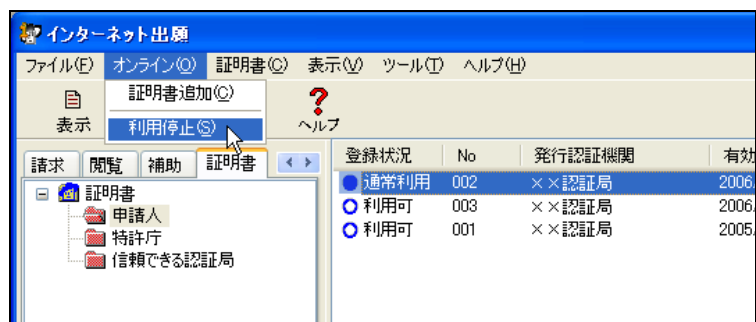 インターネット出願
ファイル(F) オンライン(O) 証明書(C) 表示(V) ツール(T) ヘルプ(H)
証明書追加(C)
利用停止(S)
表示 ヘルプ
請求 閲覧 補助 証明書
証明書
申請人
特許庁
信頼できる認証局
登録状況 No 発行認証機関 有効
通常利用 002 ××認証局 2006.
利用可 003 ××認証局 2006.
利用可 001 ××認証局 2005.